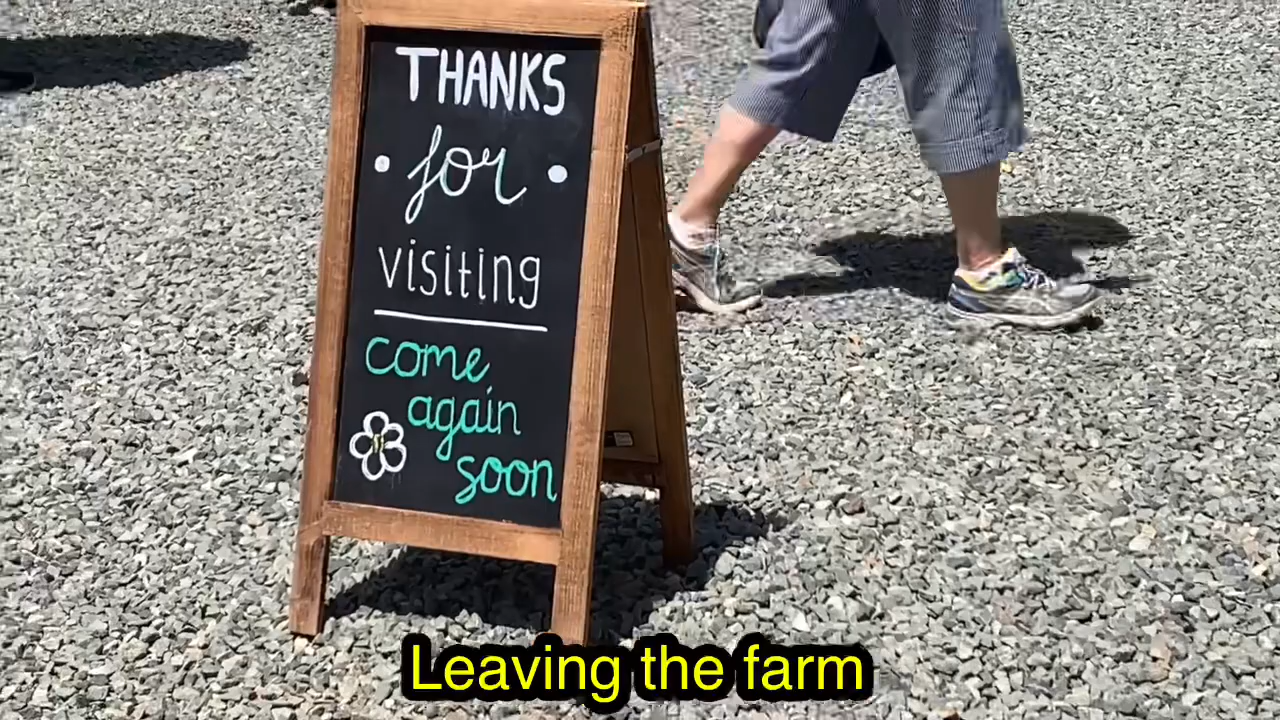 THANKS
• for •
visiting
come
again
soon
Leaving the farm